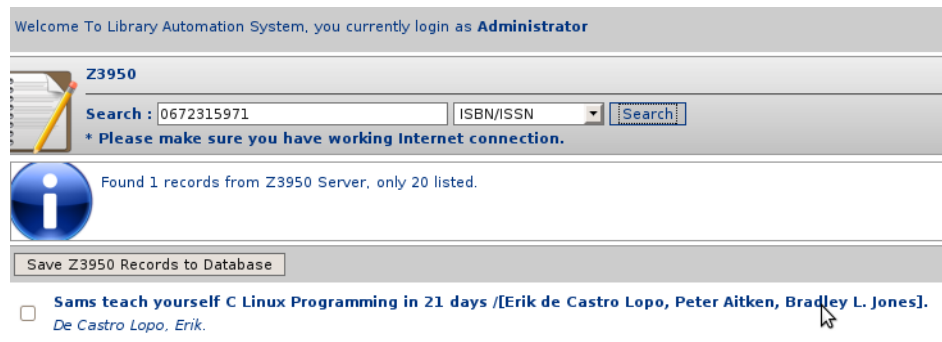 Welcome To Library Automation System, you currently login as Administrator
Z3950
Search : 0672315971 ISBN/ISSN Search
* Please make sure you have working Internet connection.
Found 1 records from Z3950 Server, only 20 listed.
Save Z3950 Records to Database
Sams teach yourself C Linux Programming in 21 days /[Erik de Castro Lopo, Peter Aitken, Bradley L. Jones].
De Castro Lopo, Erik.